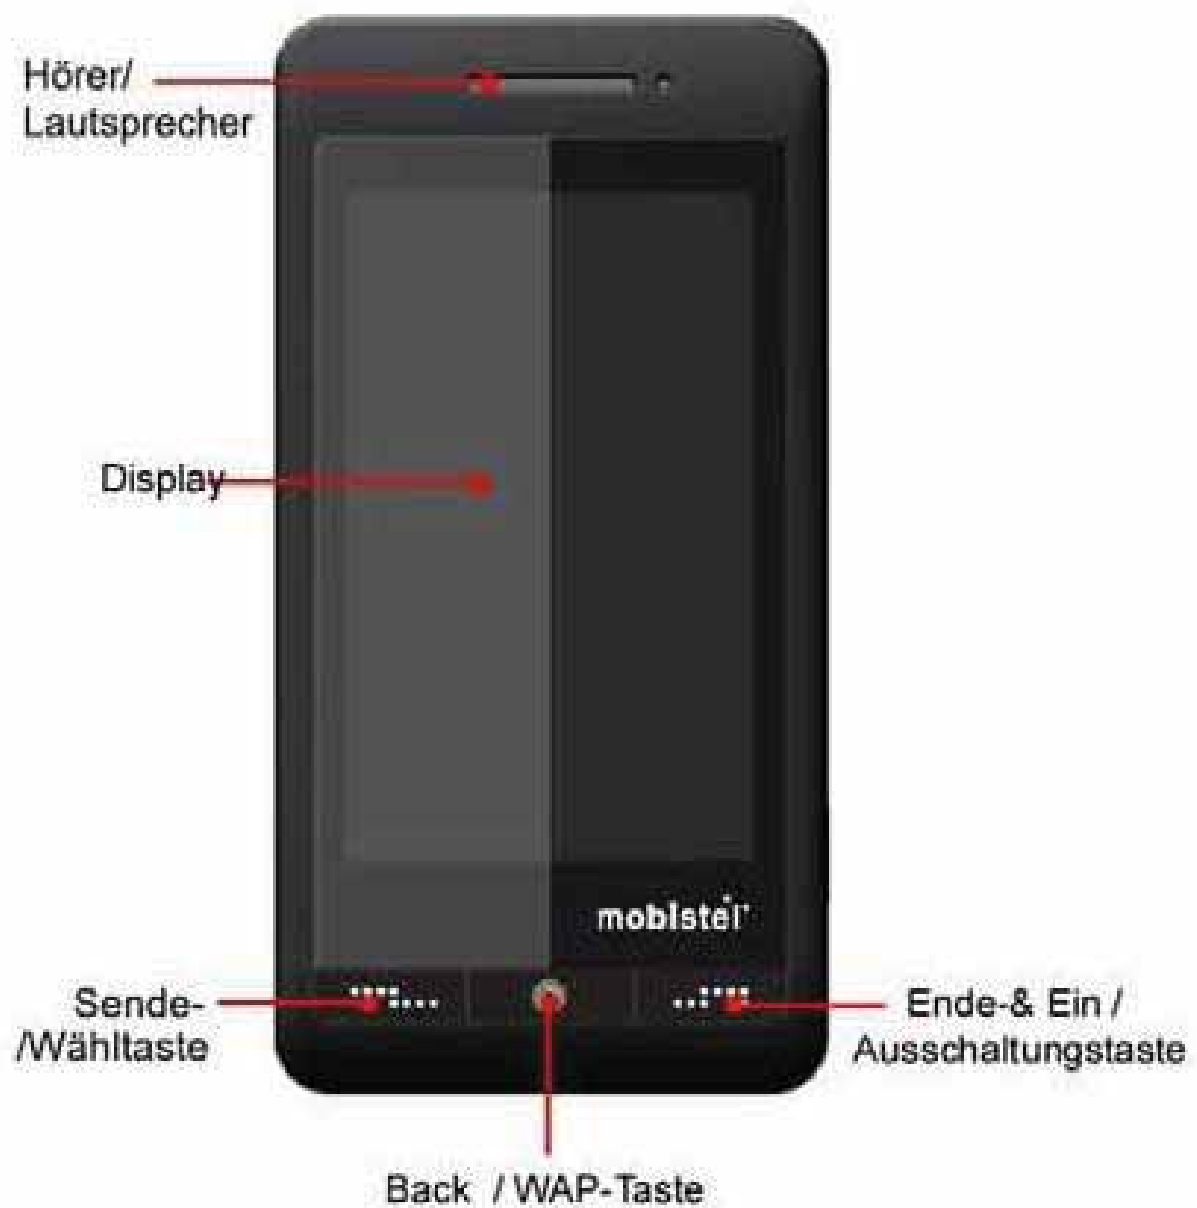 Hörer/
Lautsprecher
Display
mobistel
Sende-
/Wähltaste
Ende-& Ein /
Ausschaltungstaste
Back / WAP-Taste